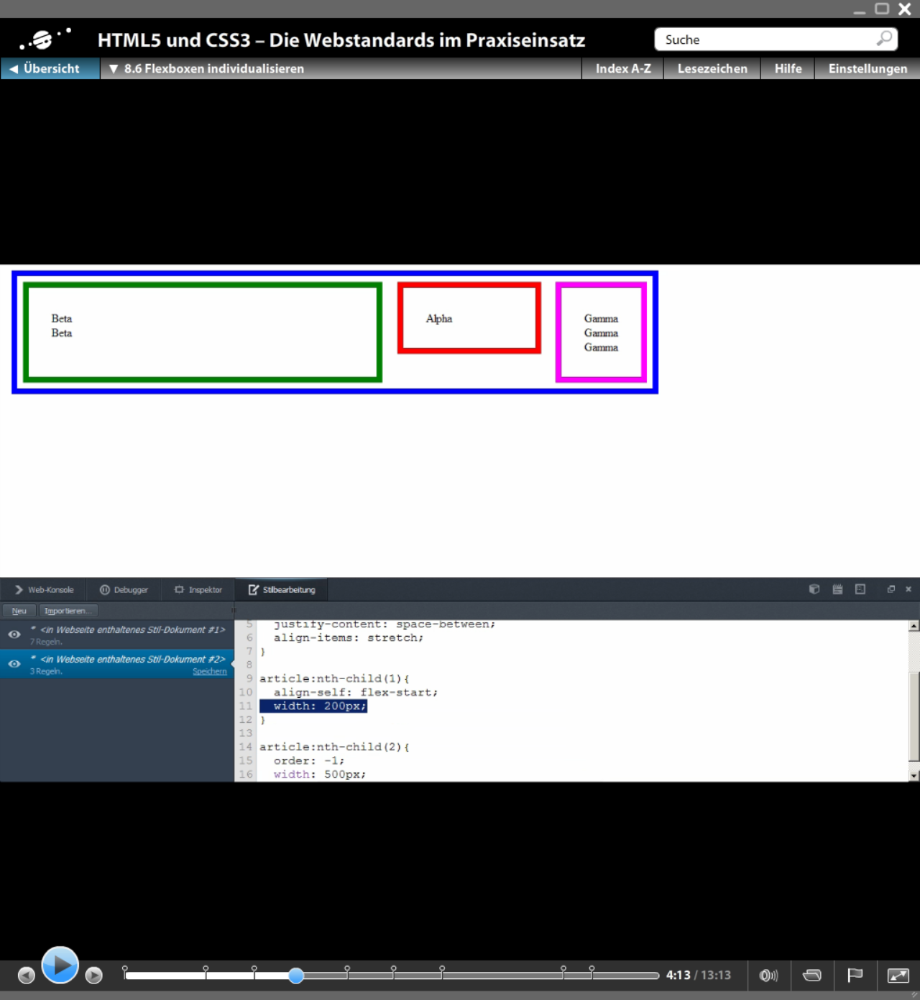 HTML5 und CSS3 – Die Webstandards im Praxiseinsatz
Suche
◀ Übersicht
▼ 8.6 Flexboxen individualisieren
Index A-Z
Lesezeichen
Hilfe
Einstellungen
Beta
Beta
Alpha
Gamma
Gamma
Gamma
Web-Konsole
Debugger
Inspektor
Stilbearbeitung
Neu
Importieren...
* <in Webseite enthaltenes Stil-Dokument #1>
7 Regeln.
* <in Webseite enthaltenes Stil-Dokument #2>
3 Regeln.
Speichern
5 justify-content: space-between;
6 align-items: stretch;
7 }
8
9 article:nth-child(1){
10 align-self: flex-start;
11 width: 200px;
12 }
13
14 article:nth-child(2){
15 order: -1;
16 width: 500px;
4:13 / 13:13